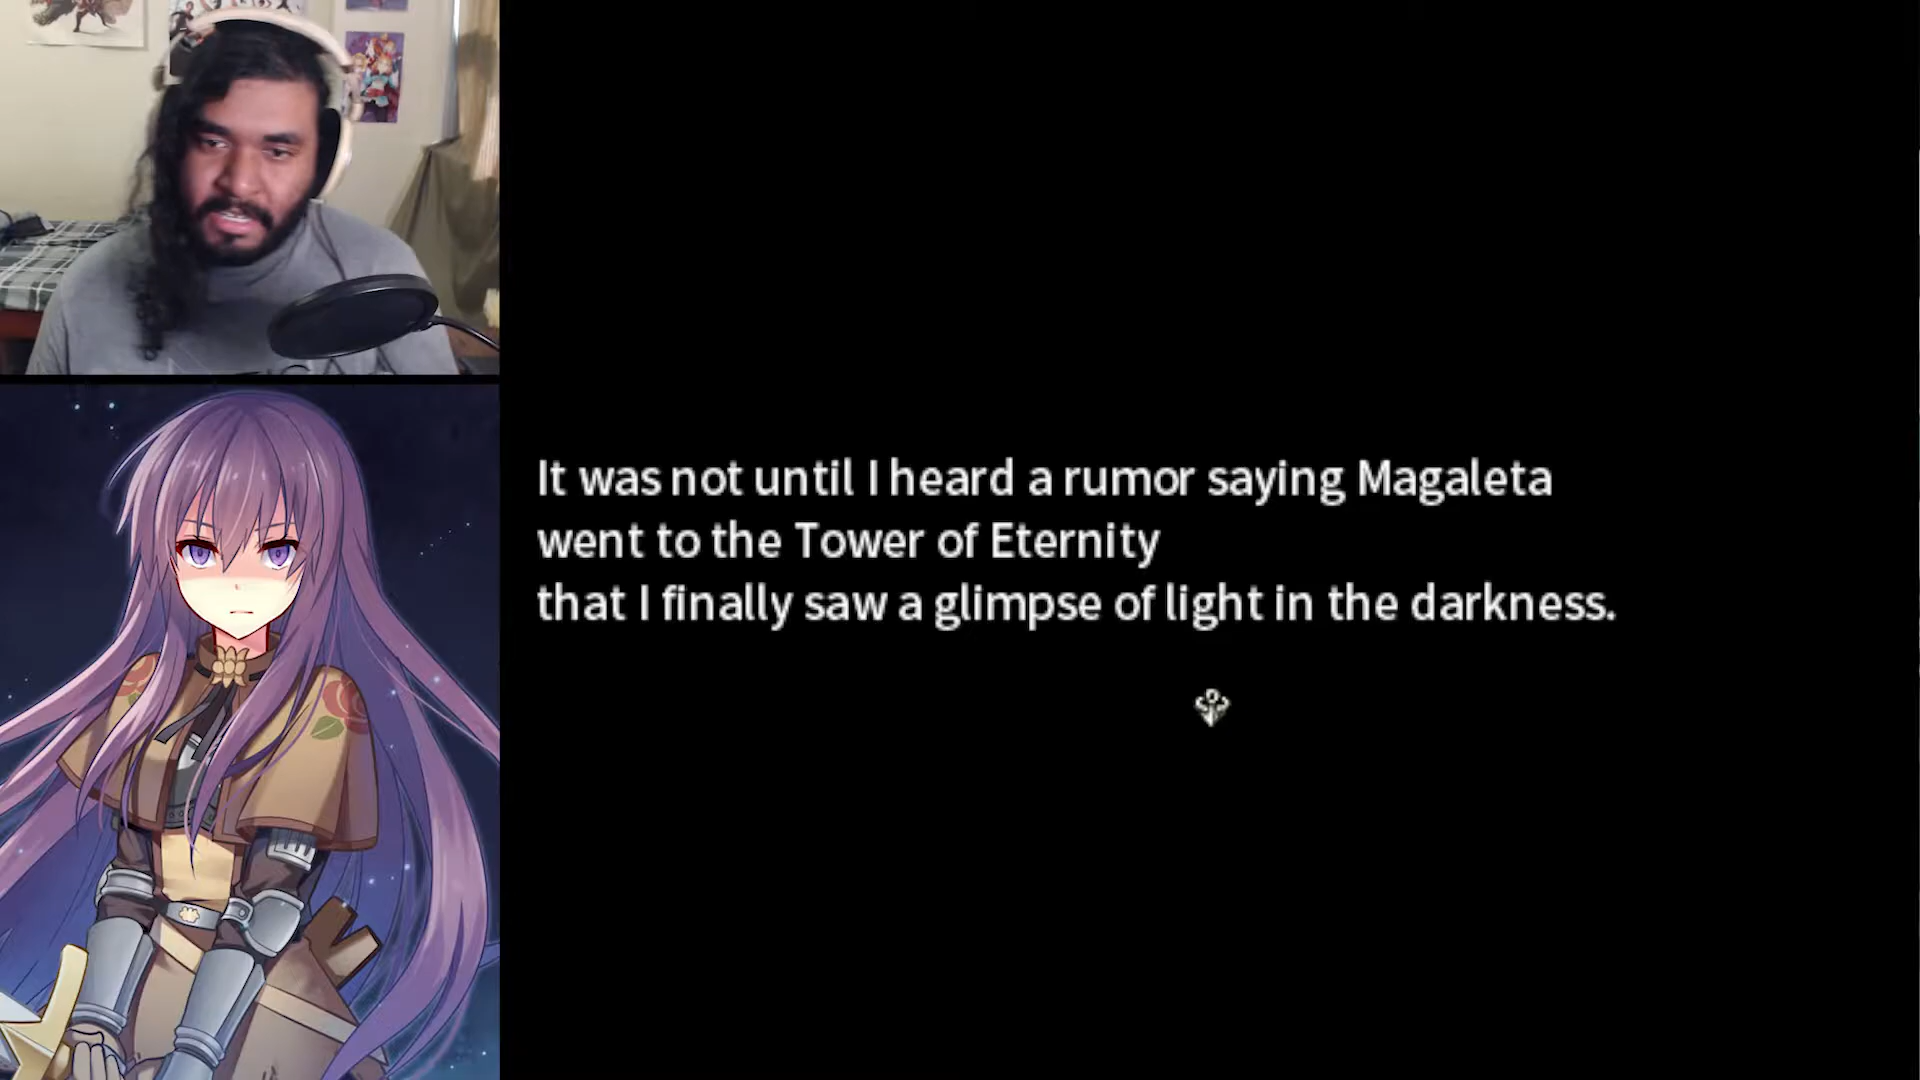 It was not until I heard a rumor saying Magaleta
went to the Tower of Eternity
that I finally saw a glimpse of light in the darkness.